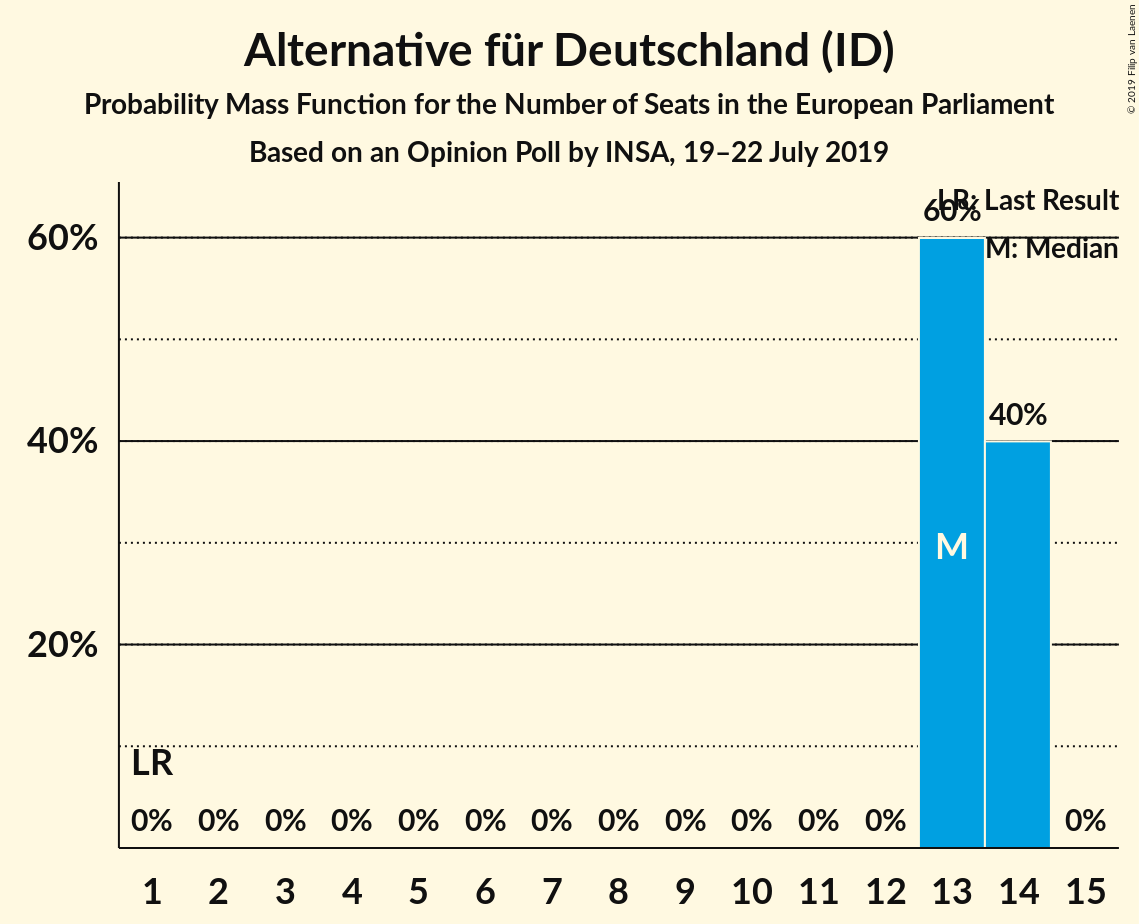 Alternative für Deutschland (ID)
Probability Mass Function for the Number of Seats in the European Parliament
Based on an Opinion Poll by INSA, 19–22 July 2019
© 2019 Filip van Laenen
LR: Last Result
M: Median
60%
40%
20%
60%
40%
M
LR
0% 0% 0% 0% 0% 0% 0% 0% 0% 0% 0% 0% 0%
1 2 3 4 5 6 7 8 9 10 11 12 13 14 15